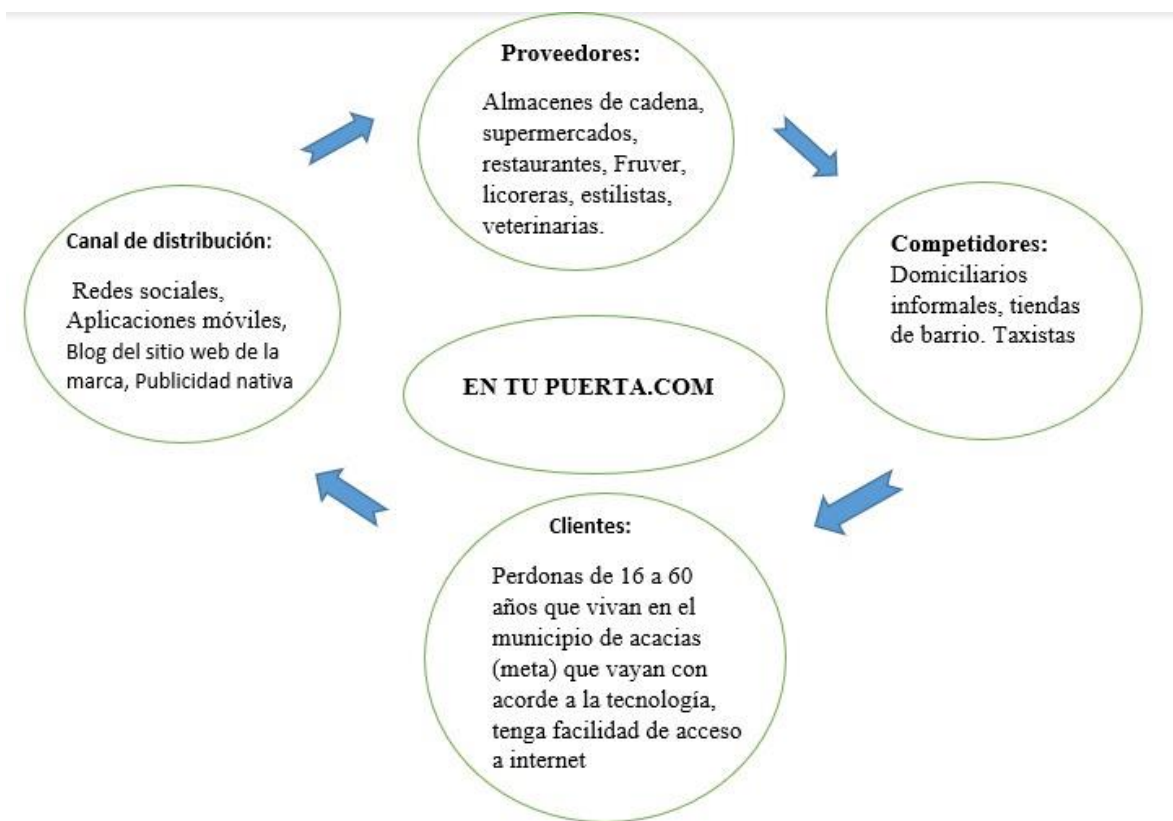 Proveedores:
Almacenes de cadena,
supermercados,
restaurantes, Fruver,
licoreras, estilistas,
veterinarias.
Canal de distribución:
Redes sociales,
Aplicaciones móviles,
Blog del sitio web de la
marca, Publicidad nativa
Competidores:
Domiciliarios
informales, tiendas
de barrio. Taxistas
EN TU PUERTA.COM
Clientes:
Perdonas de 16 a 60
años que vivan en el
municipio de acacias
(meta) que vayan con
acorde a la tecnología,
tenga facilidad de acceso
a internet